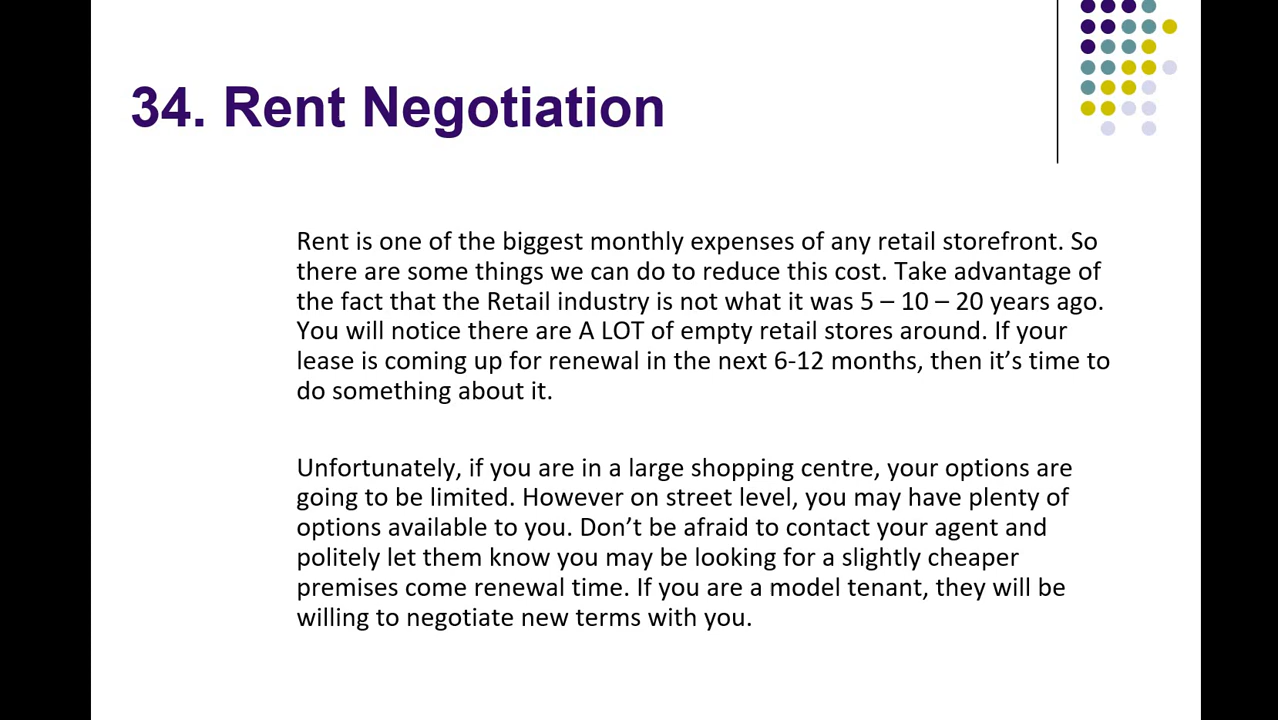 34. Rent Negotiation
Rent is one of the biggest monthly expenses of any retail storefront. So
there are some things we can do to reduce this cost. Take advantage of
the fact that the Retail industry is not what it was 5 – 10 – 20 years ago.
You will notice there are A LOT of empty retail stores around. If your
lease is coming up for renewal in the next 6-12 months, then it’s time to
do something about it.
Unfortunately, if you are in a large shopping centre, your options are
going to be limited. However on street level, you may have plenty of
options available to you. Don’t be afraid to contact your agent and
politely let them know you may be looking for a slightly cheaper
premises come renewal time. If you are a model tenant, they will be
willing to negotiate new terms with you.